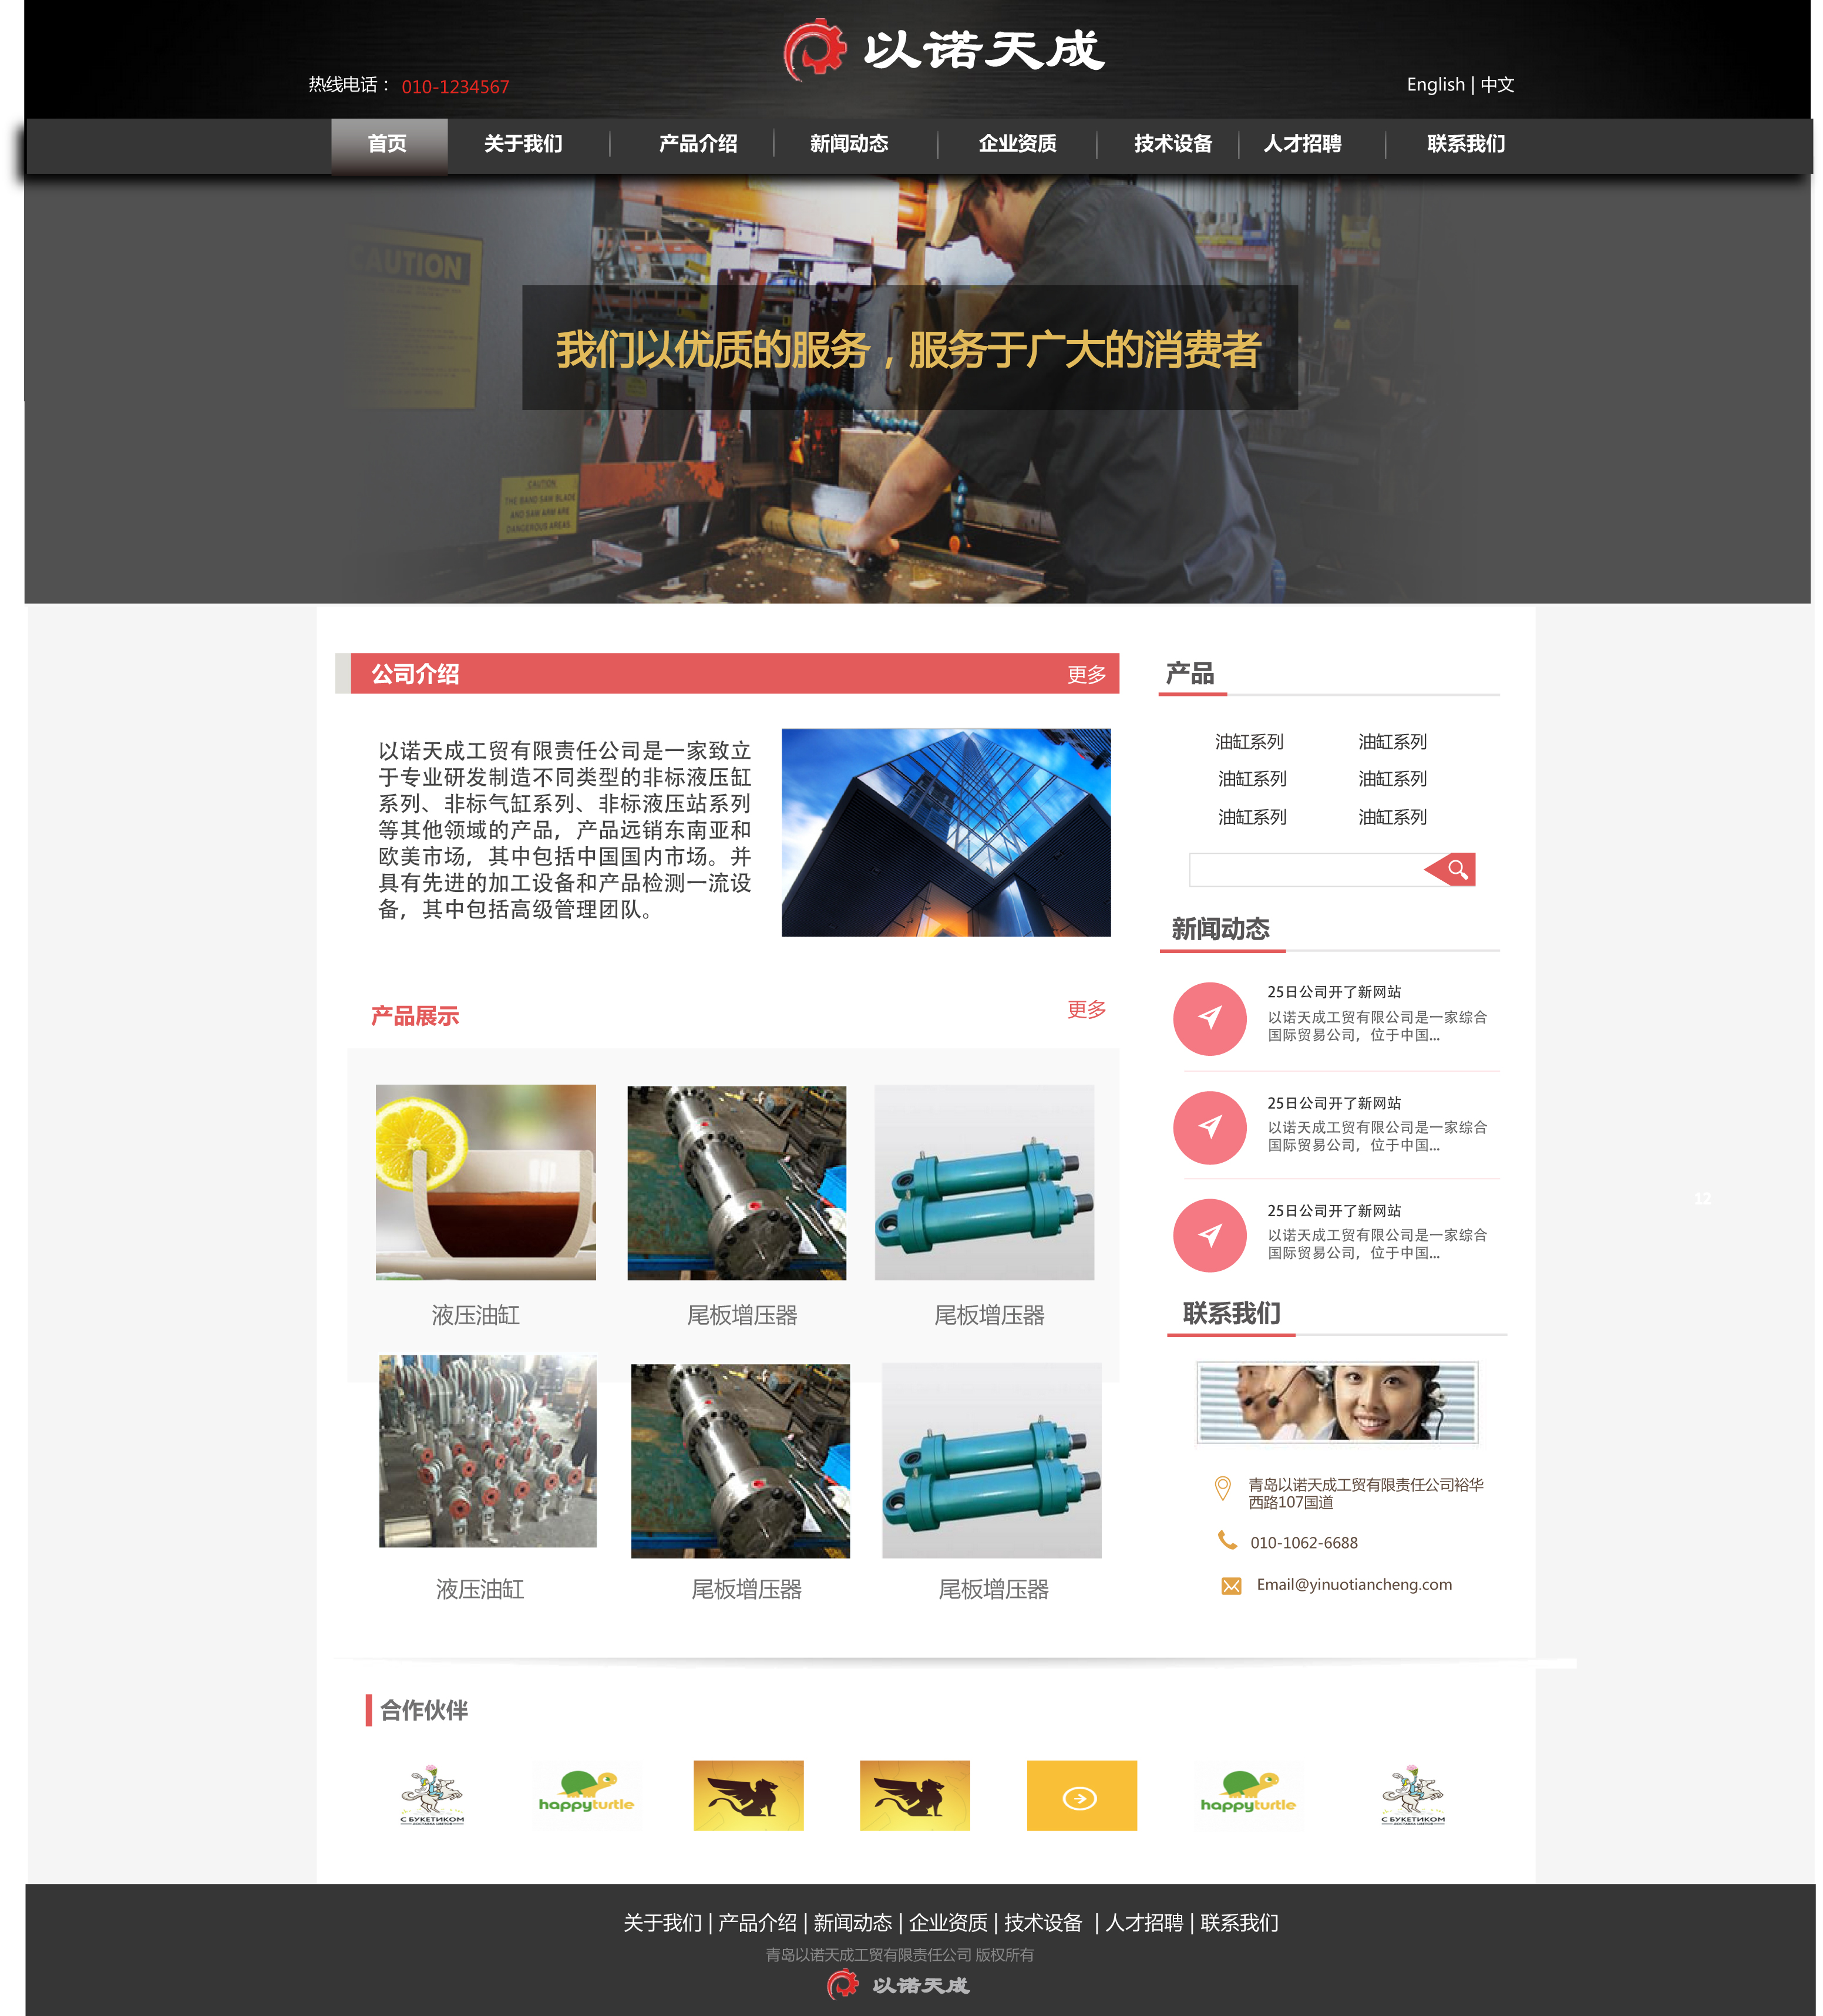 以诺天成
热线电话： 010-1234567
English | 中文
首页 关于我们 产品介绍 新闻动态 企业资质 技术设备 人才招聘 联系我们
CAUTION
我们以优质的服务，服务于广大的消费者
CAUTION
THE BAND SAW BLADE
AND SAW ARM ARE
DANGEROUS AREAS
公司介绍 更多
以诺天成工贸有限责任公司是一家致立
于专业研发制造不同类型的非标液压缸
系列、非标气缸系列、非标液压站系列
等其他领域的产品，产品远销东南亚和
欧美市场，其中包括中国国内市场。并
具有先进的加工设备和产品检测一流设
备，其中包括高级管理团队。
产品
油缸系列 油缸系列
油缸系列 油缸系列
油缸系列 油缸系列
新闻动态
25日公司开了新网站
以诺天成工贸有限公司是一家综合
国际贸易公司，位于中国...
25日公司开了新网站
以诺天成工贸有限公司是一家综合
国际贸易公司，位于中国...
25日公司开了新网站
以诺天成工贸有限公司是一家综合
国际贸易公司，位于中国...
12
产品展示 更多
液压油缸 尾板增压器 尾板增压器
液压油缸 尾板增压器 尾板增压器
联系我们
青岛以诺天成工贸有限责任公司裕华
西路107国道
010-1062-6688
Email@yinuotiancheng.com
合作伙伴
С БУКЕТИКОМ
ДОСТАВКА ЦВЕТОВ
happyturtle
happyturtle
С БУКЕТИКОМ
ДОСТАВКА ЦВЕТОВ
关于我们 | 产品介绍 | 新闻动态 | 企业资质 | 技术设备 | 人才招聘 | 联系我们
青岛以诺天成工贸有限责任公司 版权所有
以诺天成